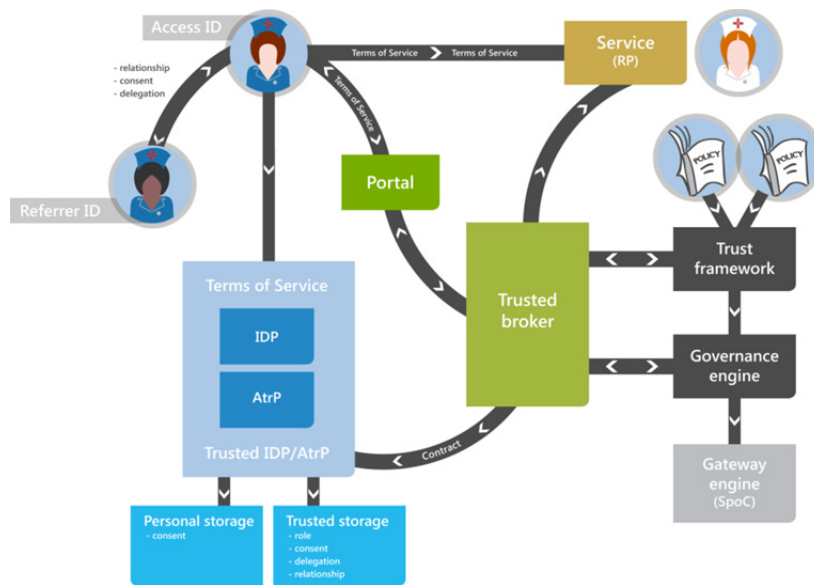 Access ID
- relationship
- consent
- delegation
Referrer ID
Terms of Service
Terms of Service
Service
(RP)
Terms of Service
Portal
POLICY
POLICY
Trust
framework
Trusted
broker
Governance
engine
Gateway
engine
(SpoC)
Terms of Service
IDP
AtrP
Trusted IDP/AtrP
Contract
Personal storage
- consent
Trusted storage
- role
- consent
- delegation
- relationship